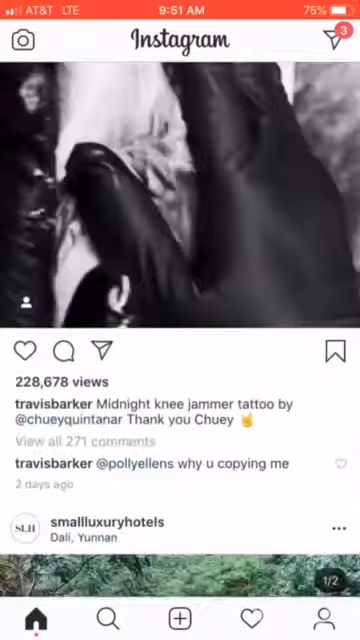 AT&T LTE 9:51 AM 75%
Instagram
3
228,678 views
travisbarker Midnight knee jammer tattoo by
@chueyquintanar Thank you Chuey 🤘
View all 271 comments
travisbarker @pollyellens why u copying me
2 days ago
SLH
smallluxuryhotels
Dali, Yunnan
1/2